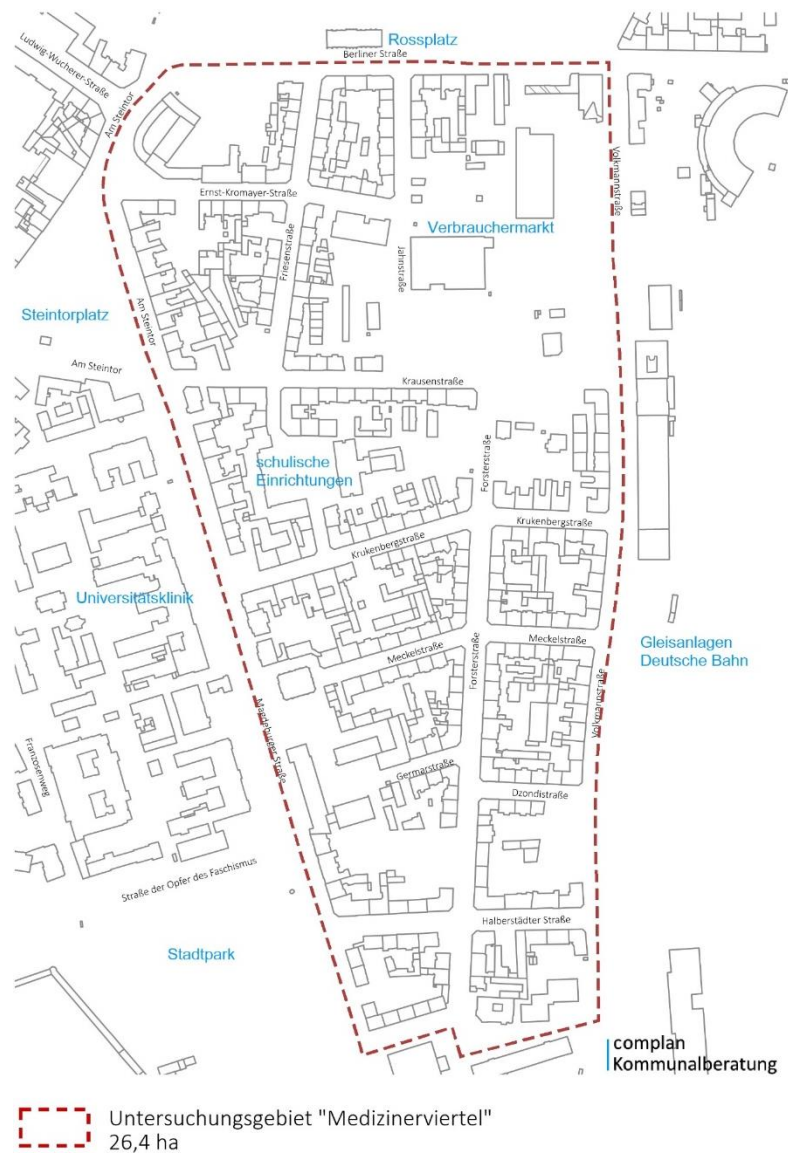 Rossplatz
Berliner Straße
Ludwig-Wucherer-Straße
Am Steintor
Volkmannstraße
Ernst-Kromayer-Straße
Friesenstraße
Verbrauchermarkt
Jahnstraße
Steintorplatz
Am Steintor
Am Steintor
Krausenstraße
schulische
Einrichtungen
Forsterstraße
Krukenbergstraße
Krukenbergstraße
Universitätsklinik
Meckelstraße
Meckelstraße
Forsterstraße
Gleisanlagen
Deutsche Bahn
Volkmannstraße
Magdeburger Straße
Franzosenweg
Germarstraße
Dzondistraße
Straße der Opfer des Faschismus
Halberstädter Straße
Stadtpark
complan
Kommunalberatung
Untersuchungsgebiet "Medizinerviertel"
26,4 ha